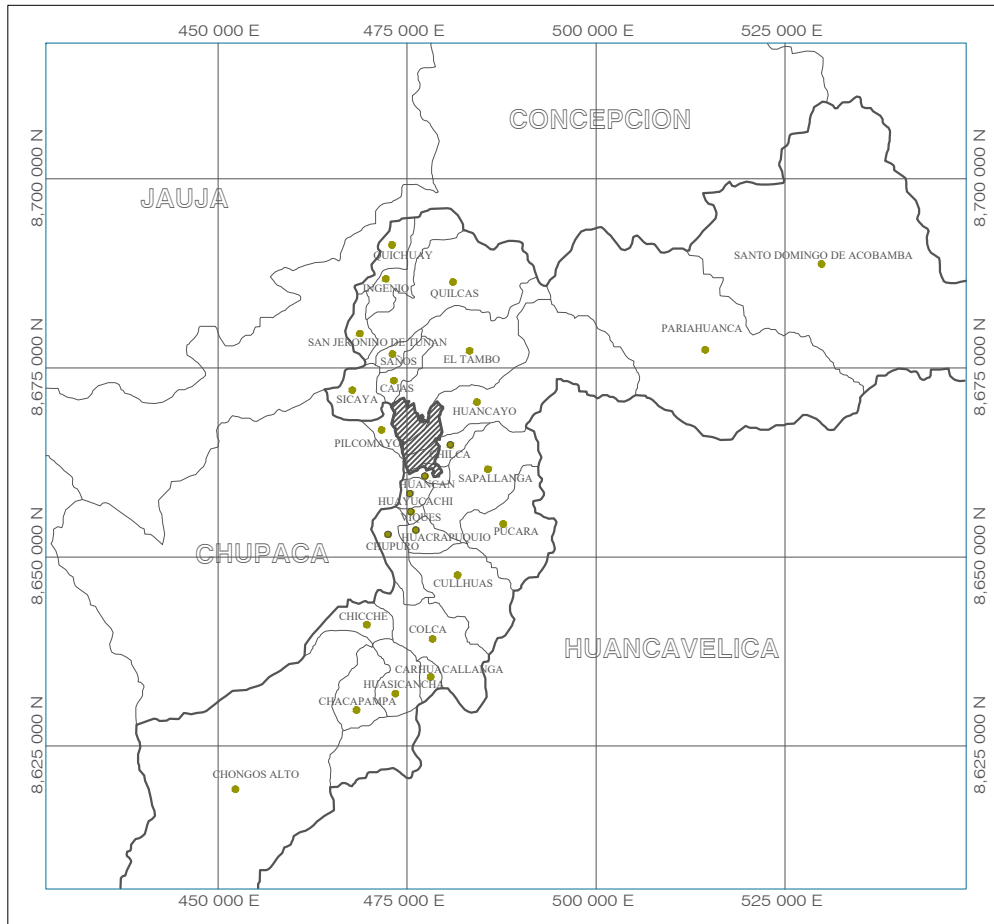 450 000 E
475 000 E
500 000 E
525 000 E
CONCEPCION
8,700 000 N
8,700 000 N
JAUJA
QUICHUAY
SANTO DOMINGO DE ACOBAMBA
INGENIO
QUILCAS
PARIAHUANCA
SAN JERONINO DE TUNAN
SAÑOS
EL TAMBO
8,675 000 N
8,675 000 N
CAJAS
SICAYA
HUANCAYO
PILCOMAYO
CHILCA
SAPALLANGA
HUANCAN
HUAYUCACHI
VIQUES
PUCARA
HUACRAPUQUIO
CHUPURO
CHUPACA
8,650 000 N
8,650 000 N
CULLHUAS
CHICCHE
COLCA
HUANCAVELICA
CARHUACALLANGA
HUASICANCHA
CHACAPAMPA
8,625 000 N
8,625 000 N
CHONGOS ALTO
450 000 E
475 000 E
500 000 E
525 000 E